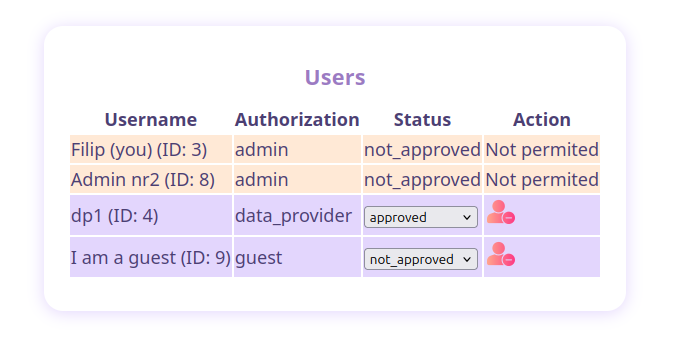 Users
Username Authorization Status Action
Filip (you) (ID: 3) admin not_approved Not permited
Admin nr2 (ID: 8) admin not_approved Not permited
dp1 (ID: 4) data_provider approved
I am a guest (ID: 9) guest not_approved